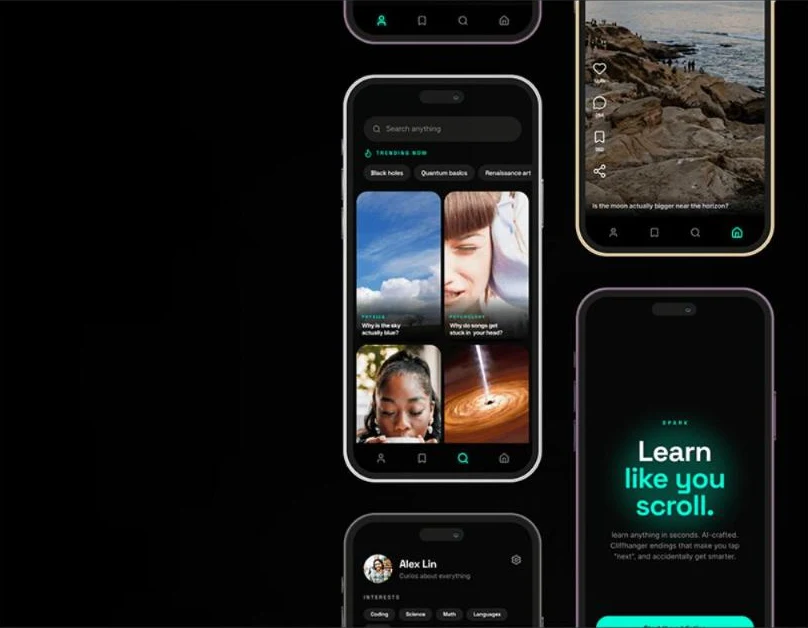 Search anything
TRENDING NOW
Black holes
Quantum basics
Renaissance art
PHYSICS
Why is the sky
actually blue?
PSYCHOLOGY
Why do songs get
stuck in your head?
Alex Lin
Curios about everything
INTERESTS
Coding
Science
Math
Languages
Is the moon actually bigger near the horizon?
SPARK
Learn
like you
scroll.
learn anything in seconds. AI-crafted.
Cliffhanger endings that make you tap
"next", and accidentally get smarter.